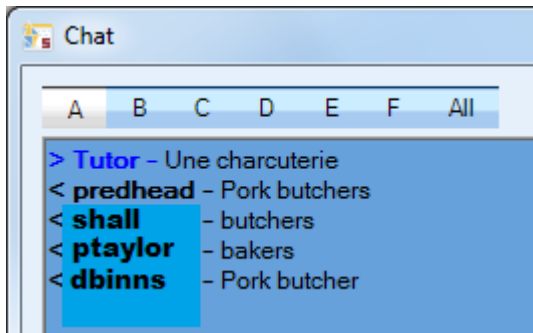 Chat
A B C D E F All
> Tutor – Une charcuterie
< predhead – Pork butchers
< shall – butchers
< ptaylor – bakers
< dbinns – Pork butcher